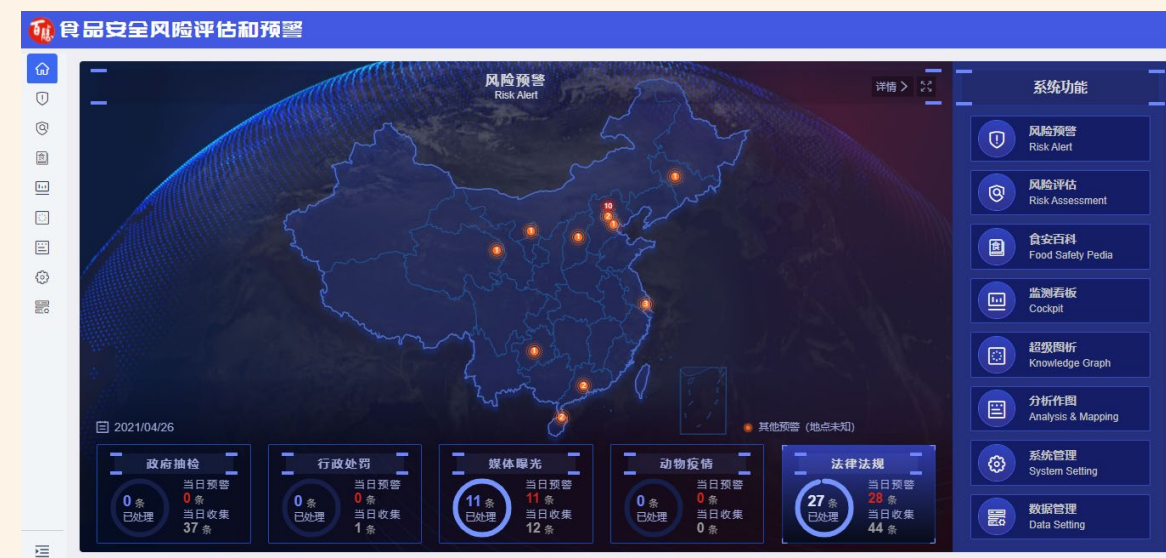 百胜 食品安全风险评估和预警
风险预警
Risk Alert
详情 >
1
10
2
1
1
1
1
3
1
2
2
2021/04/26
其他预警（地点未知）
政府抽检
0 条
已处理
当日预警
0 条
当日收集
37 条
行政处罚
0 条
已处理
当日预警
0 条
当日收集
1 条
媒体曝光
11 条
已处理
当日预警
11 条
当日收集
12 条
动物疫情
0 条
已处理
当日预警
0 条
当日收集
0 条
法律法规
27 条
已处理
当日预警
28 条
当日收集
44 条
系统功能
风险预警
Risk Alert
风险评估
Risk Assessment
食安百科
Food Safety Pedia
监测看板
Cockpit
超级图析
Knowledge Graph
分析作图
Analysis & Mapping
系统管理
System Setting
数据管理
Data Setting